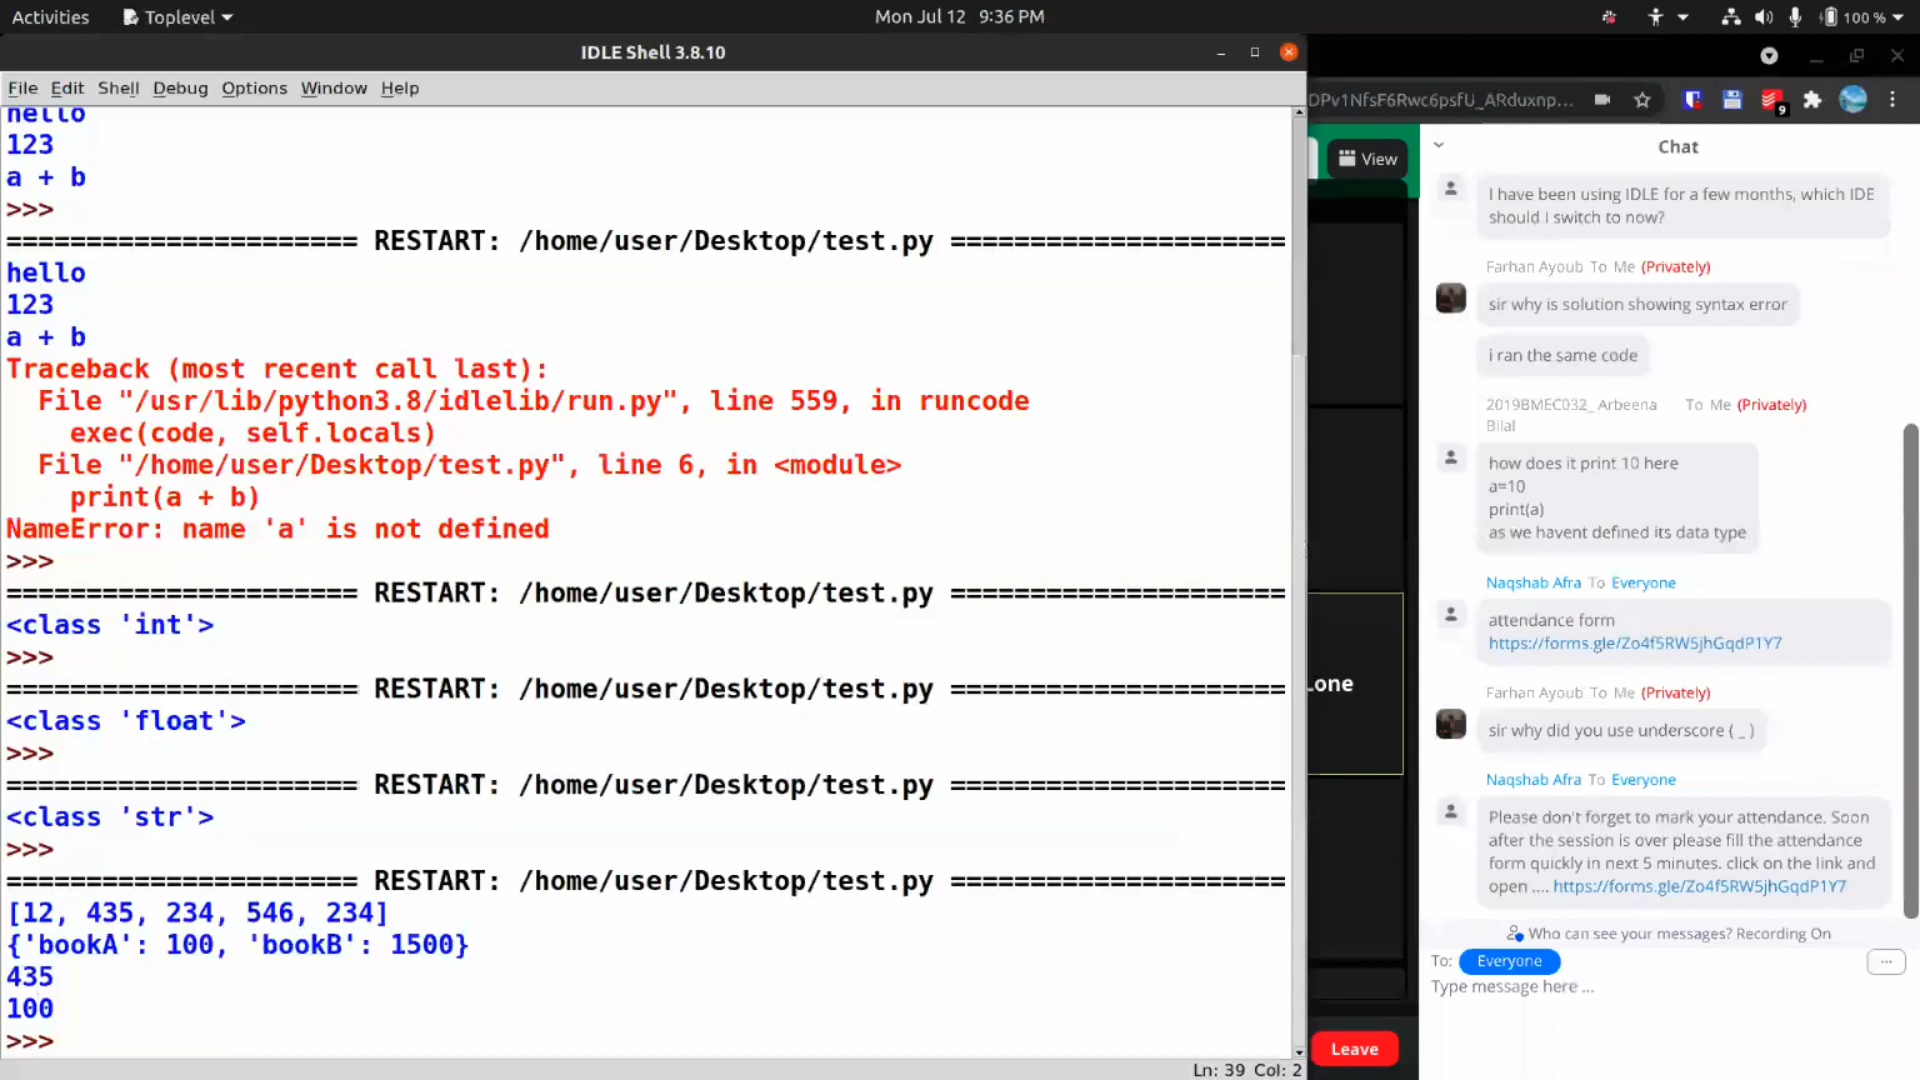 Activities
Toplevel
Mon Jul 12 9:36 PM
100 %
IDLE Shell 3.8.10
File Edit Shell Debug Options Window Help
hello
123
a + b
>>>
====================== RESTART: /home/user/Desktop/test.py =====================
hello
123
a + b
Traceback (most recent call last):
File "/usr/lib/python3.8/idlelib/run.py", line 559, in runcode
exec(code, self.locals)
File "/home/user/Desktop/test.py", line 6, in <module>
print(a + b)
NameError: name 'a' is not defined
>>>
====================== RESTART: /home/user/Desktop/test.py =====================
<class 'int'>
>>>
====================== RESTART: /home/user/Desktop/test.py =====================
<class 'float'>
>>>
====================== RESTART: /home/user/Desktop/test.py =====================
<class 'str'>
>>>
====================== RESTART: /home/user/Desktop/test.py =====================
[12, 435, 234, 546, 234]
{'bookA': 100, 'bookB': 1500}
435
100
>>>
Ln: 39 Col: 2
DPv1NfsF6Rwc6psfU_ARduxnp...
9
View
Lone
Leave
Chat
I have been using IDLE for a few months, which IDE
should I switch to now?
Farhan Ayoub To Me (Privately)
sir why is solution showing syntax error
i ran the same code
2019BMEC032_ Arbeena To Me (Privately)
Bilal
how does it print 10 here
a=10
print(a)
as we havent defined its data type
Naqshab Afra To Everyone
attendance form
https://forms.gle/Zo4f5RW5jhGqdP1Y7
Farhan Ayoub To Me (Privately)
sir why did you use underscore ( _ )
Naqshab Afra To Everyone
Please don't forget to mark your attendance. Soon
after the session is over please fill the attendance
form quickly in next 5 minutes. click on the link and
open .... https://forms.gle/Zo4f5RW5jhGqdP1Y7
Who can see your messages? Recording On
To: Everyone
Type message here ...